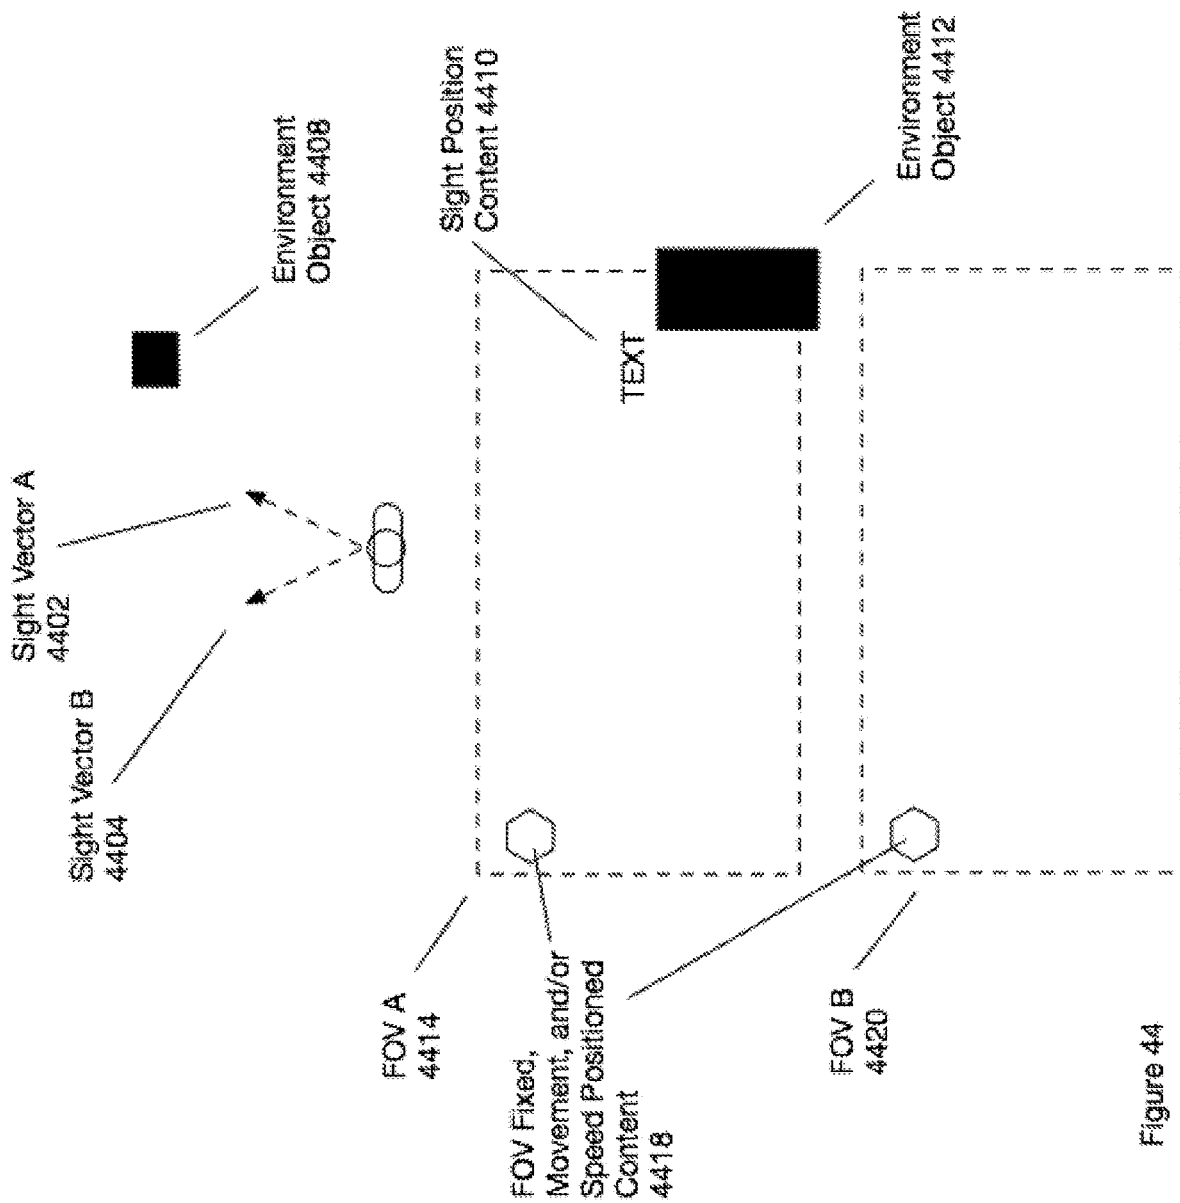 Sight Vector A
4402
Sight Vector B
4404
Environment
Object 4408
FOV A
4414
Sight Position
Content 4410
TEXT
FOV Fixed,
Movement, and/or
Speed Positioned
Content
4418
Environment
Object 4412
FOV B
4420
Figure 44